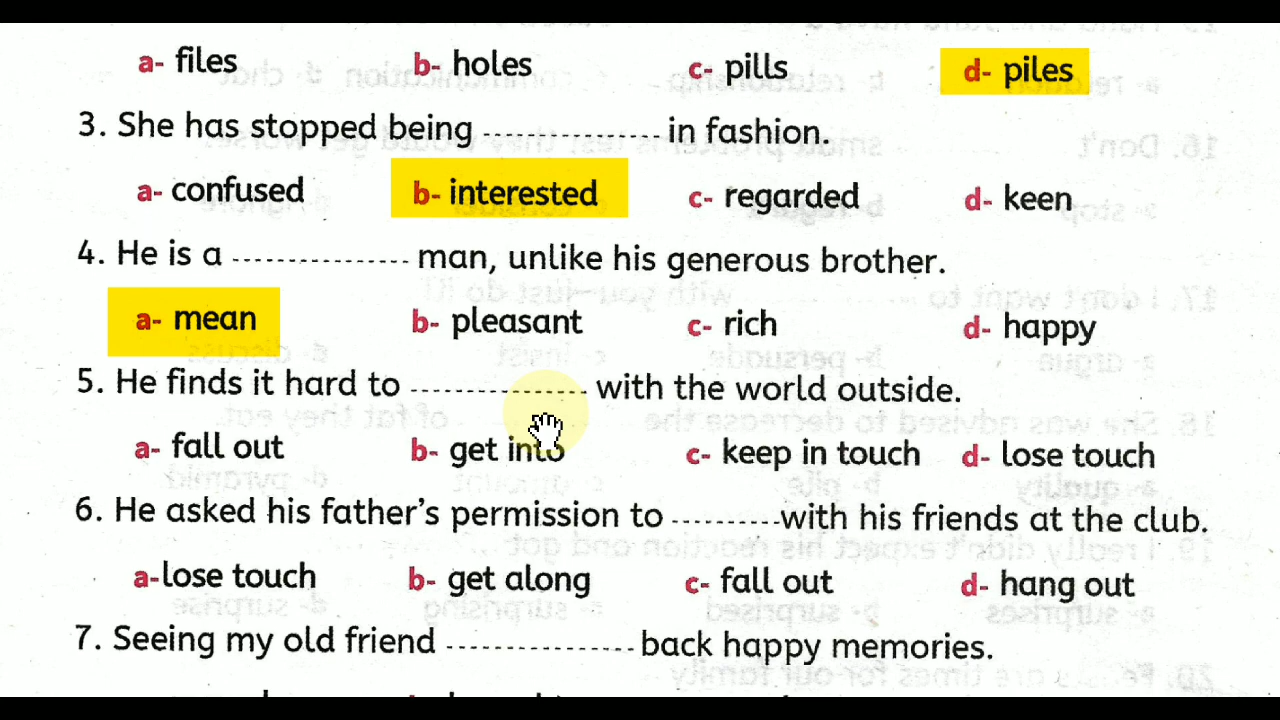 a- files b- holes c- pills d- piles
3. She has stopped being --------------- in fashion.
a- confused b- interested c- regarded d- keen
4. He is a --------------- man, unlike his generous brother.
a- mean b- pleasant c- rich d- happy
5. He finds it hard to --------------- with the world outside.
a- fall out b- get into c- keep in touch d- lose touch
6. He asked his father’s permission to ----------with his friends at the club.
a-lose touch b- get along c- fall out d- hang out
7. Seeing my old friend ---------------- back happy memories.